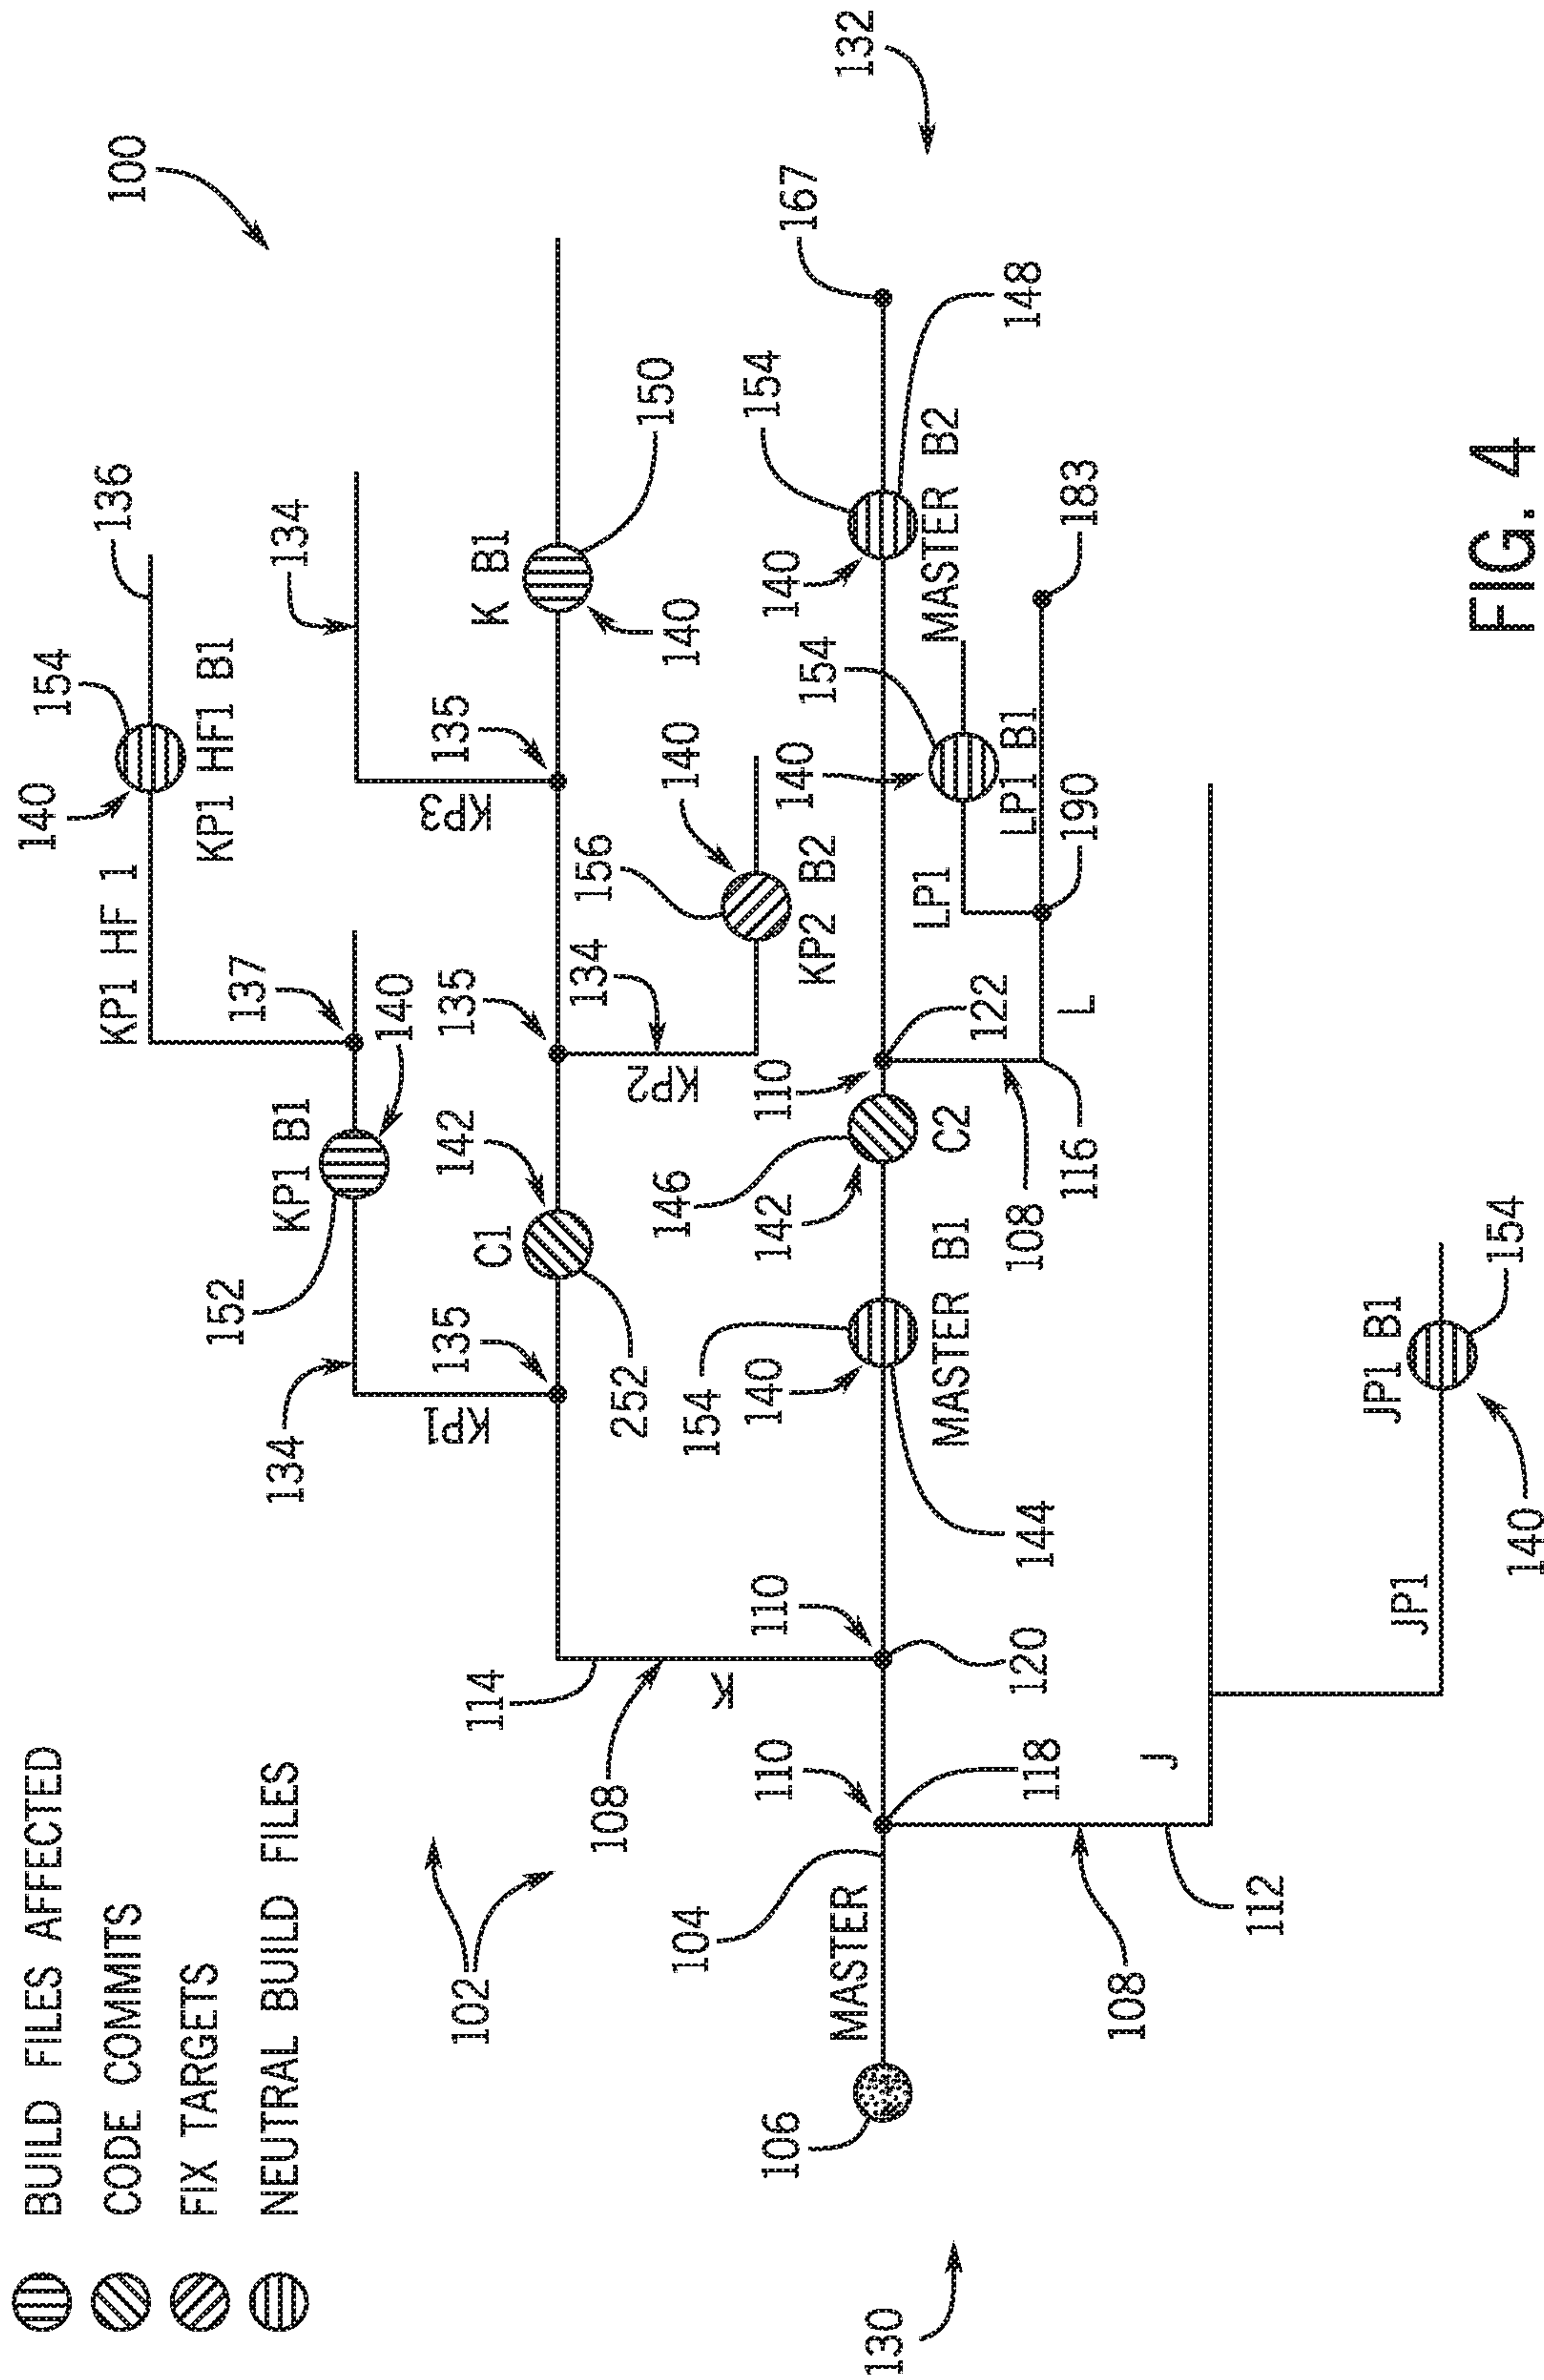 BUILD FILES AFFECTED
CODE COMMITS
FIX TARGETS
NEUTRAL BUILD FILES
100
102
140
154
KP1 HF 1
136
KP1 HF1 B1
137
134
152
KP1 B1
140
134
KP1
135
C1
142
135
KP3
135
K B1
114
252
KP2
134
156
140
140
150
108
K
146
KP2 B2
132
104
110
110
154
140
142
110
140
154
140
154
167
106
MASTER
130
118
120
144
MASTER B1
C2
122
LP1
LP1 B1
MASTER B2
148
108
116
L
190
183
J
108
112
JP1
JP1 B1
154
140
FIG. 4